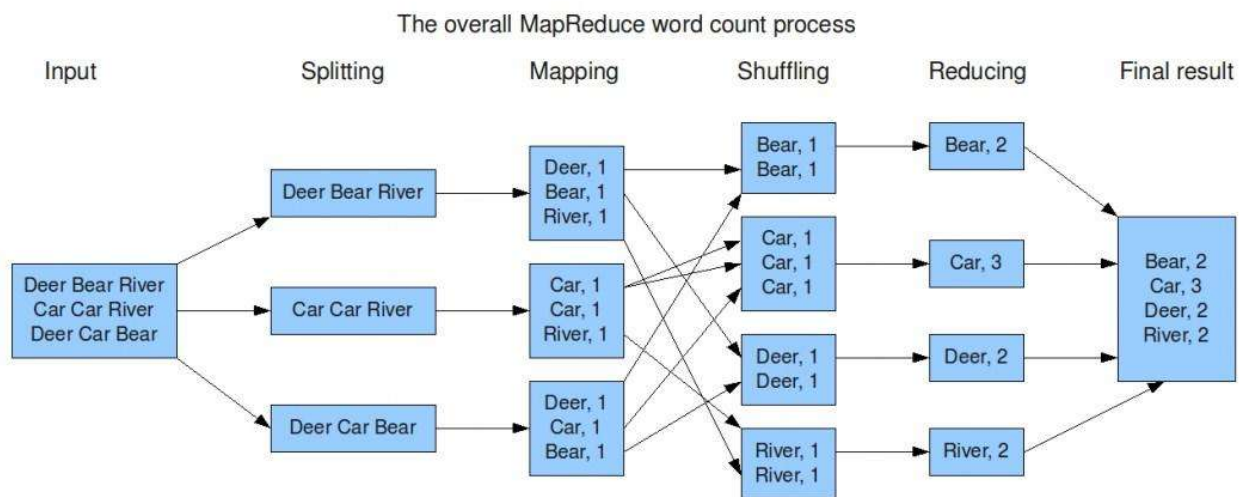 The overall MapReduce word count process
Input
Splitting
Mapping
Shuffling
Reducing
Final result
Deer Bear River
Car Car River
Deer Car Bear
Deer Bear River
Car Car River
Deer Car Bear
Deer, 1
Bear, 1
River, 1
Car, 1
Car, 1
River, 1
Deer, 1
Car, 1
Bear, 1
Bear, 1
Bear, 1
Car, 1
Car, 1
Car, 1
Deer, 1
Deer, 1
River, 1
River, 1
Bear, 2
Car, 3
Deer, 2
River, 2
Bear, 2
Car, 3
Deer, 2
River, 2